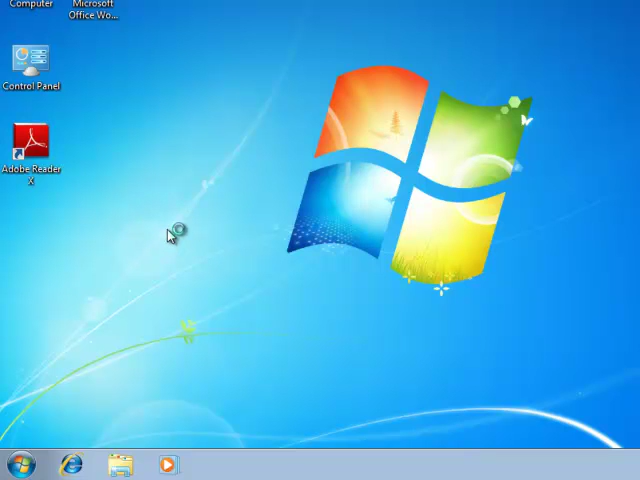 Computer
Microsoft
Office Wo...
Control Panel
Adobe Reader
X